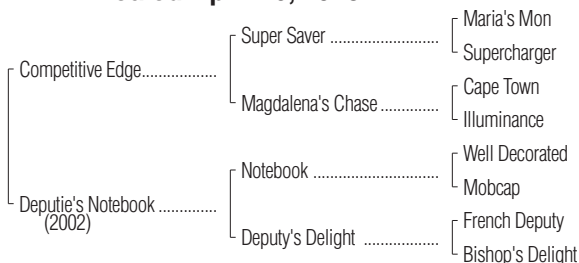 Maria's Mon
Super Saver ..........................
Supercharger
Competitive Edge..................
Cape Town
Magdalena's Chase ..............
Illuminance
Well Decorated
Notebook ..............................
Mobcap
Deputie's Notebook ..............
(2002)
French Deputy
Deputy's Delight ..................
Bishop's Delight